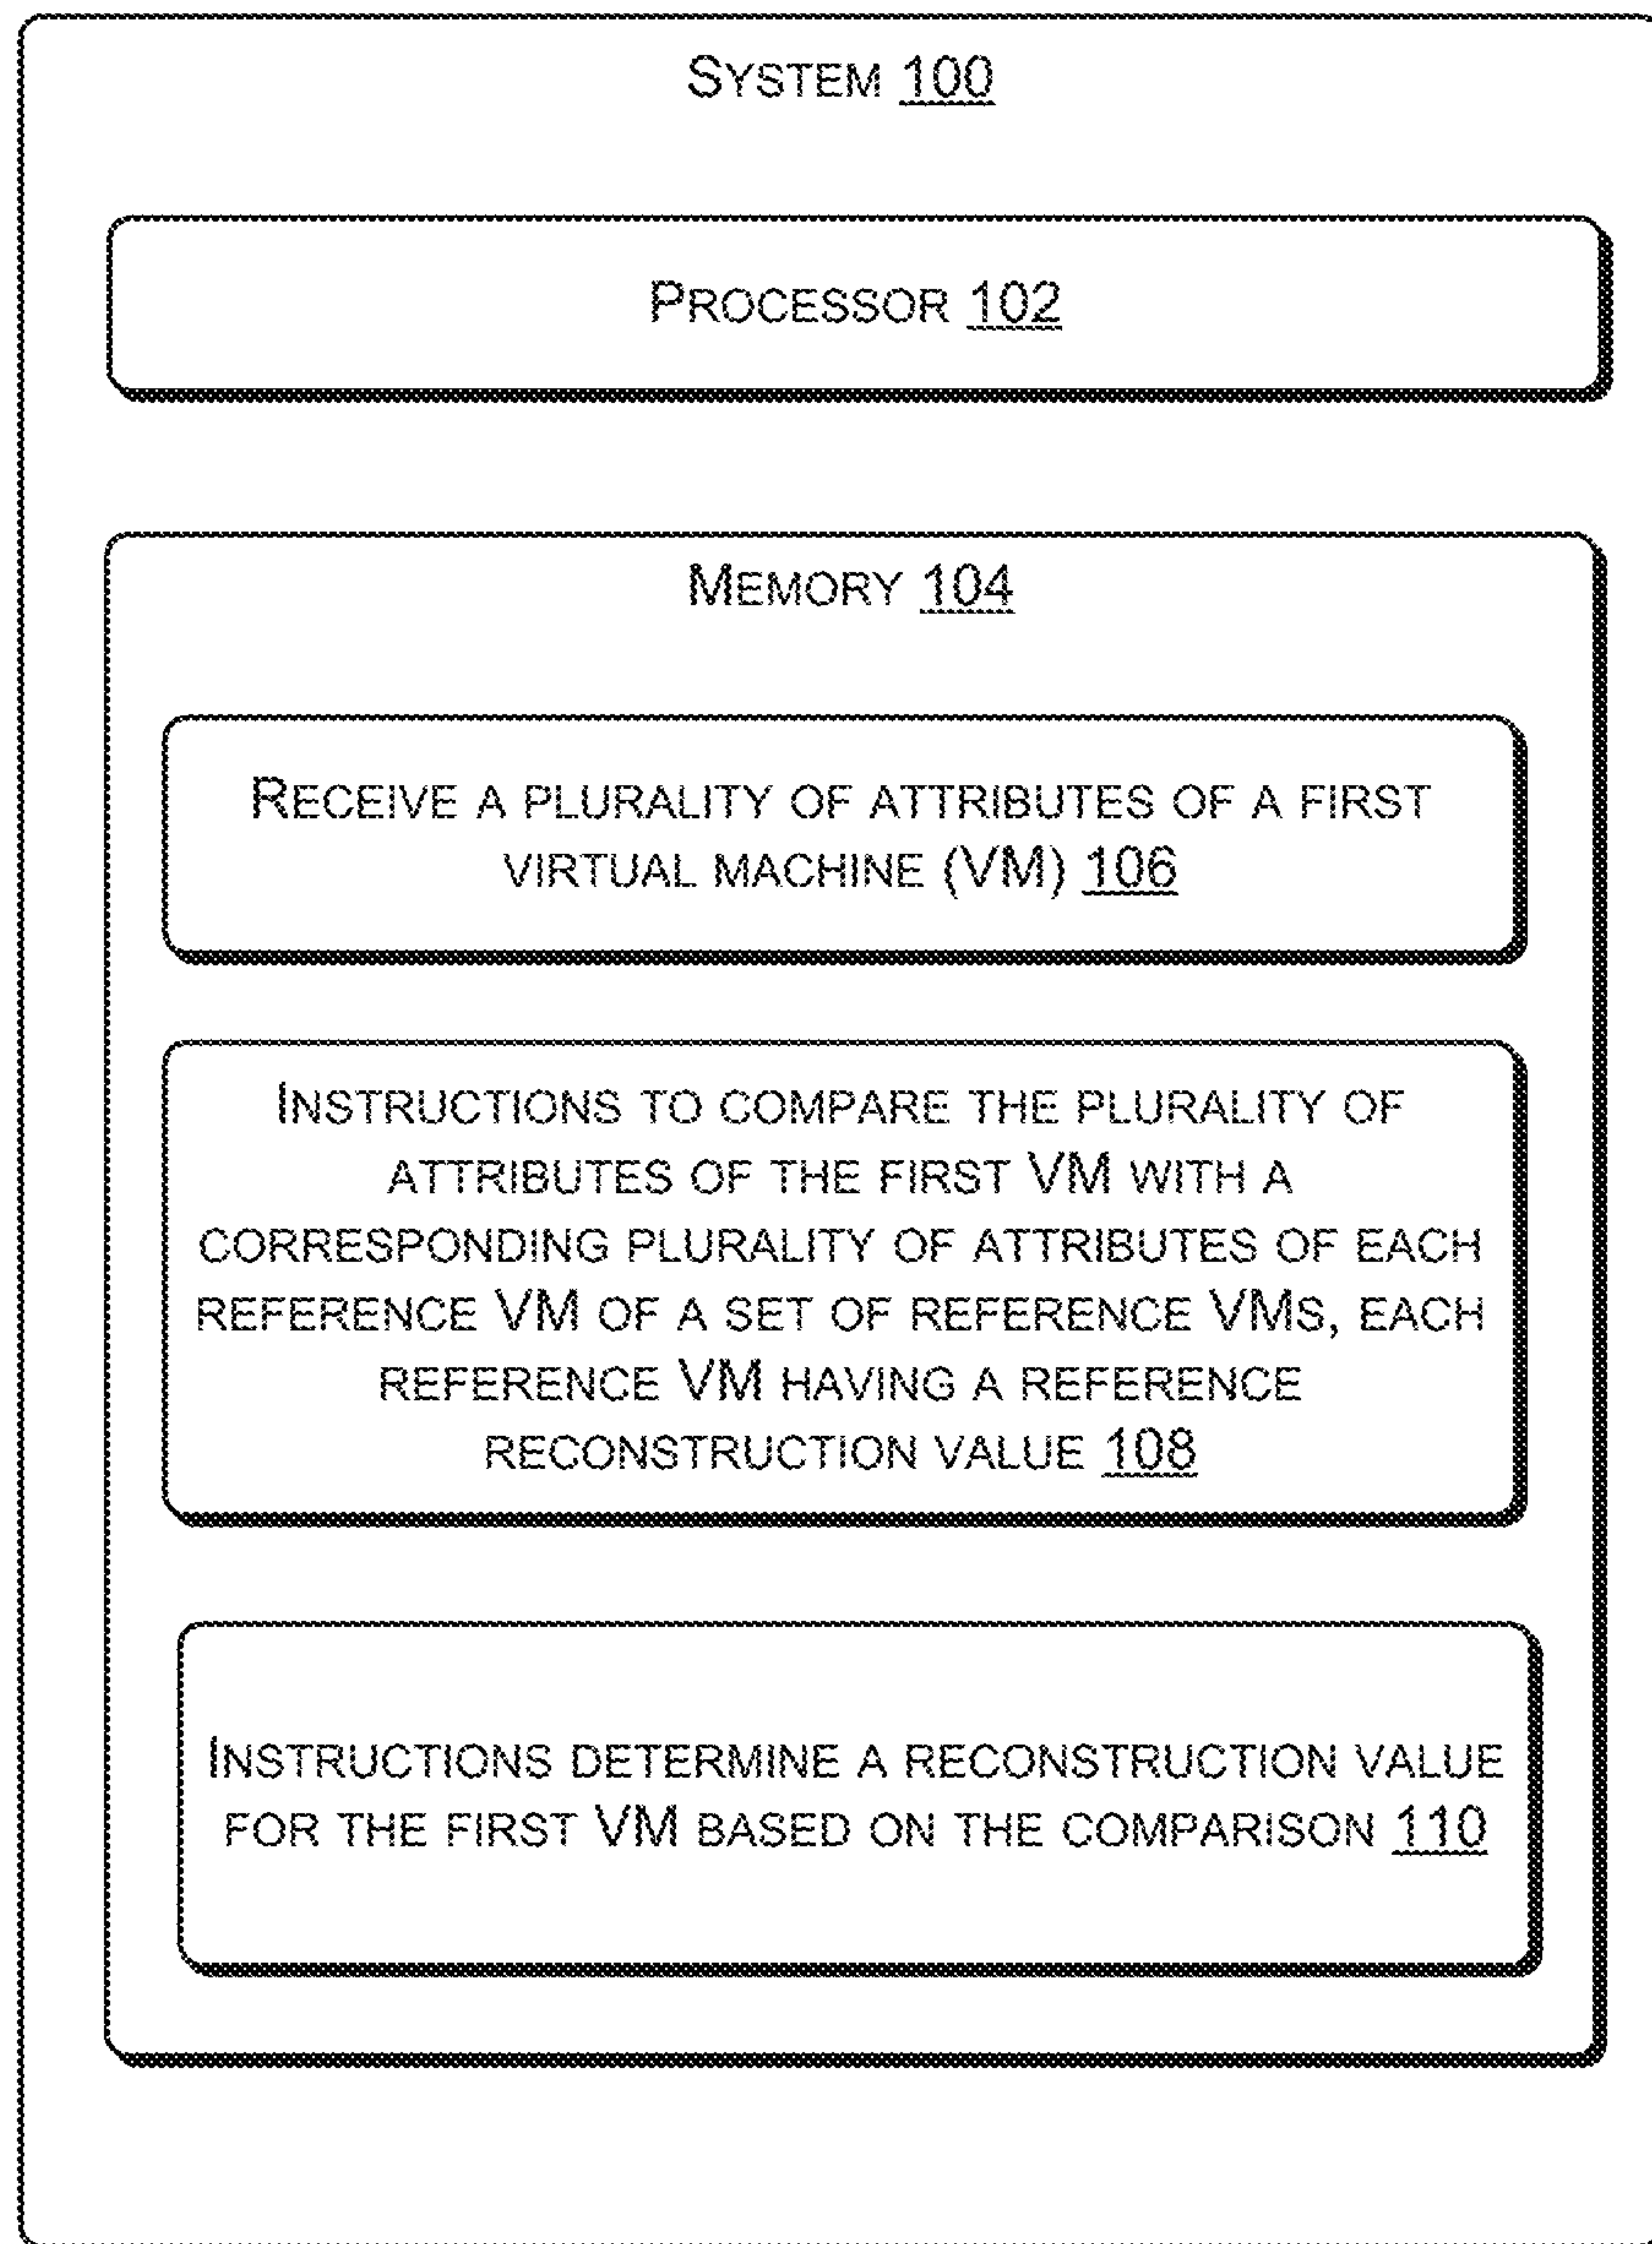 SYSTEM 100
PROCESSOR 102
MEMORY 104
RECEIVE A PLURALITY OF ATTRIBUTES OF A FIRST
VIRTUAL MACHINE (VM) 106
INSTRUCTIONS TO COMPARE THE PLURALITY OF
ATTRIBUTES OF THE FIRST VM WITH A
CORRESPONDING PLURALITY OF ATTRIBUTES OF EACH
REFERENCE VM OF A SET OF REFERENCE VMS, EACH
REFERENCE VM HAVING A REFERENCE
RECONSTRUCTION VALUE 108
INSTRUCTIONS DETERMINE A RECONSTRUCTION VALUE
FOR THE FIRST VM BASED ON THE COMPARISON 110